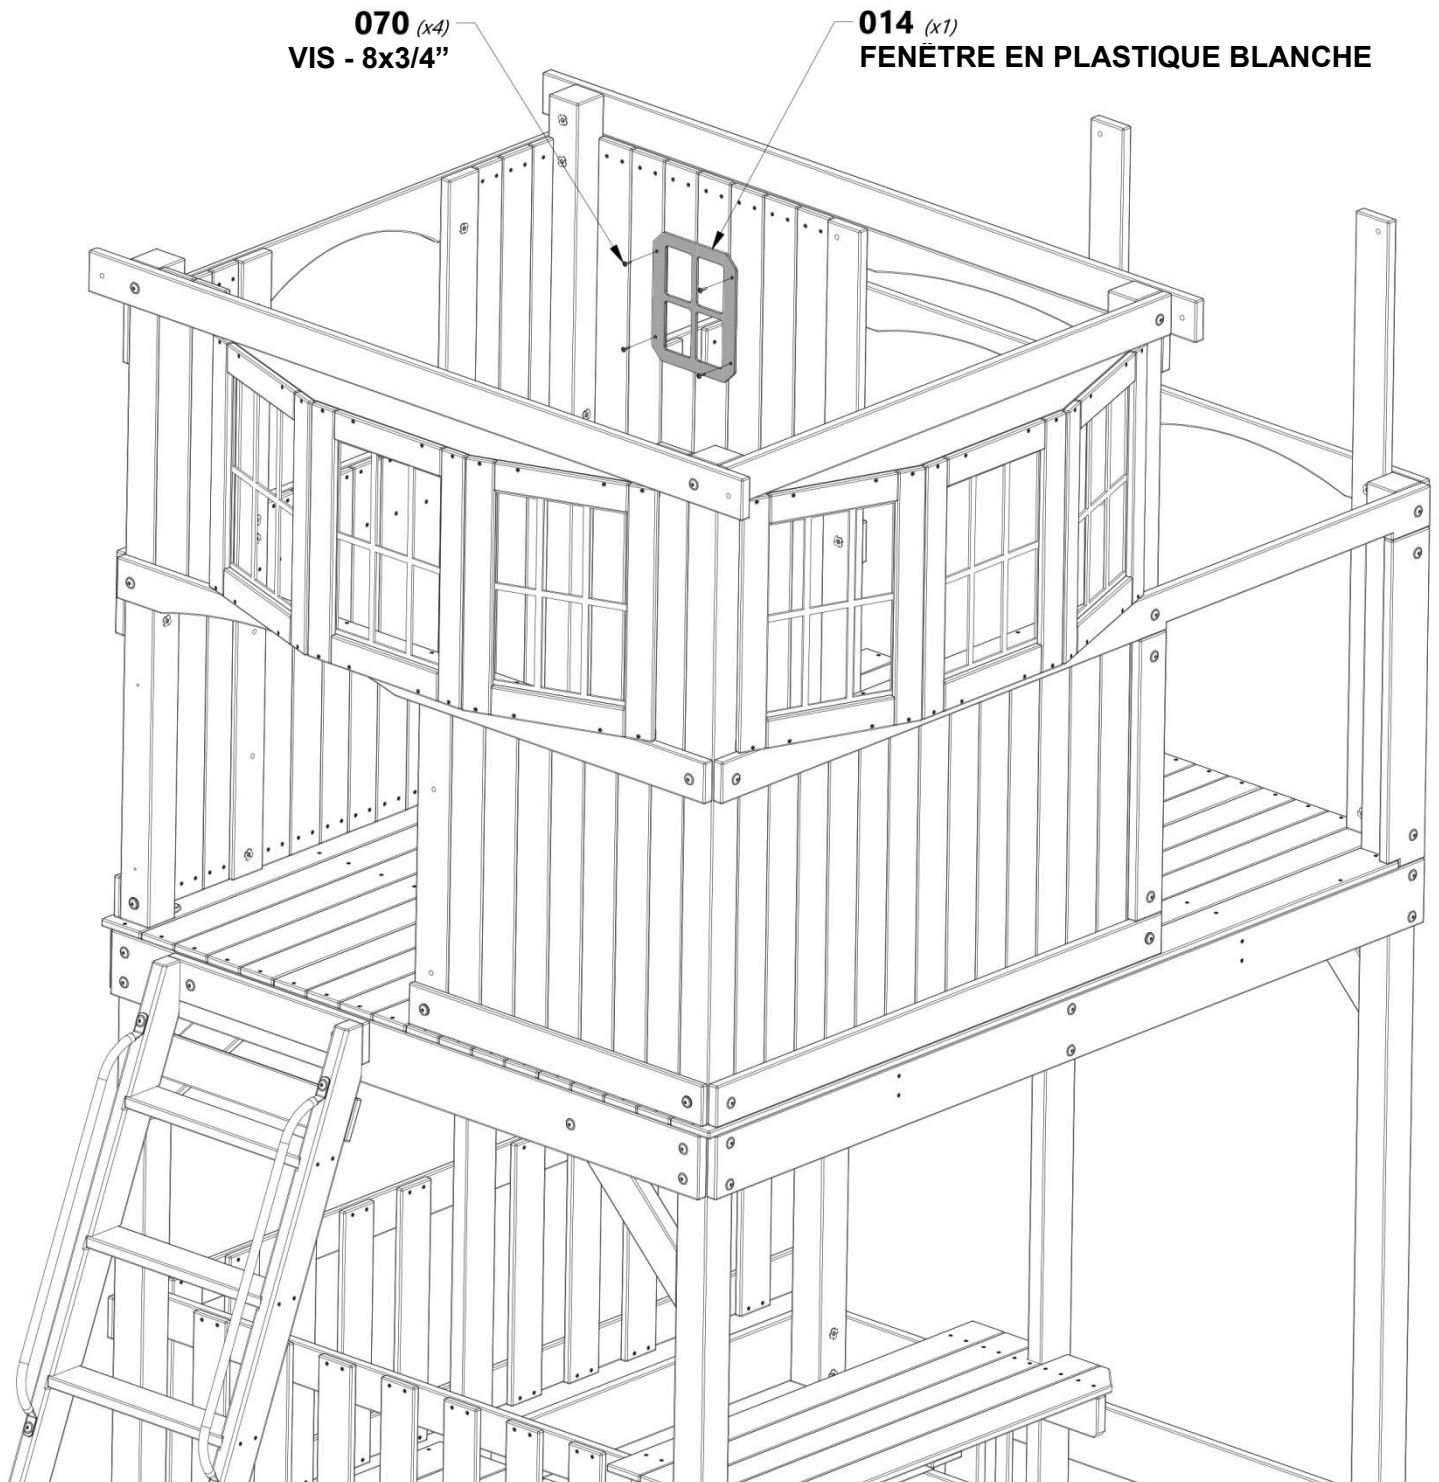 070 (x4)
VIS - 8x3/4”
014 (x1)
FENÊTRE EN PLASTIQUE BLANCHE